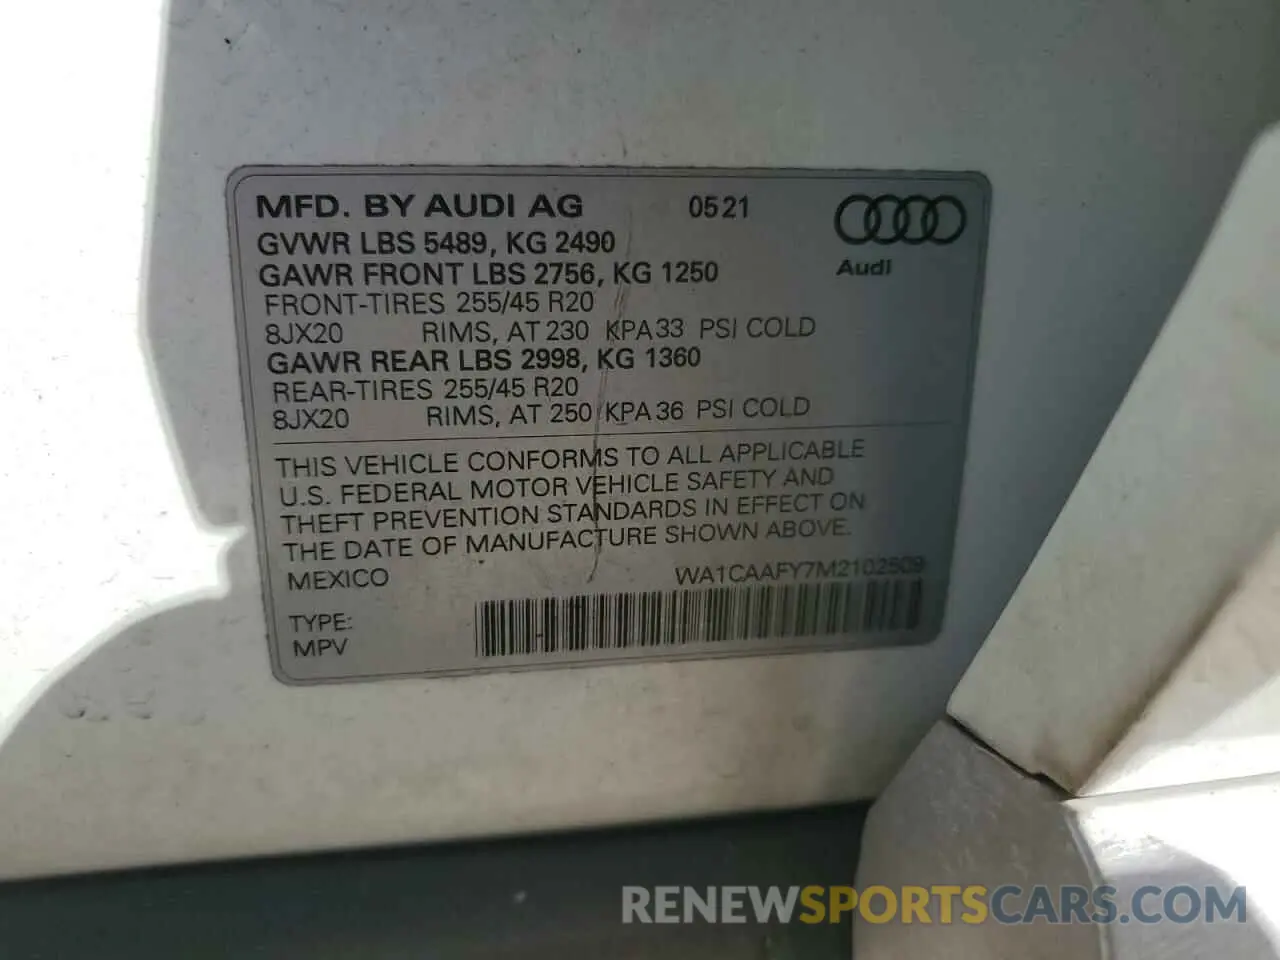 MFD. BY AUDI AG 0521
GVWR LBS 5489, KG 2490
GAWR FRONT LBS 2756, KG 1250
Audi
FRONT-TIRES 255/45 R20
8JX20 RIMS, AT 230 KPA 33 PSI COLD
GAWR REAR LBS 2998, KG 1360
REAR-TIRES 255/45 R20
8JX20 RIMS, AT 250 KPA 36 PSI COLD
THIS VEHICLE CONFORMS TO ALL APPLICABLE
U.S. FEDERAL MOTOR VEHICLE SAFETY AND
THEFT PREVENTION STANDARDS IN EFFECT ON
THE DATE OF MANUFACTURE SHOWN ABOVE.
MEXICO WA1CAAFY7M2102509
TYPE:
MPV
RENEWSPORTSCARS.COM